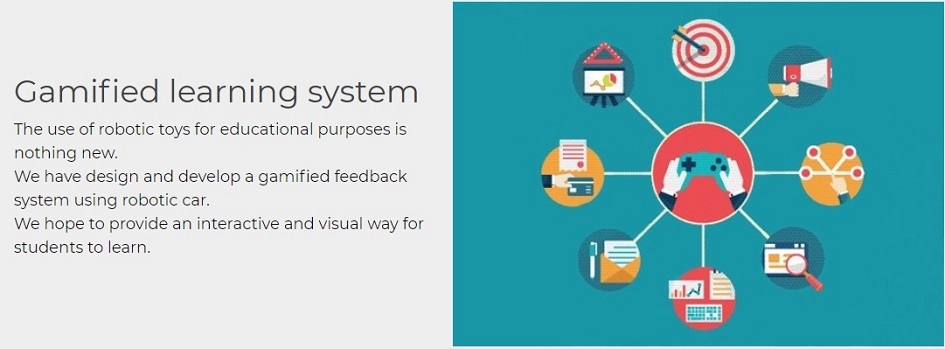 Gamified learning system
The use of robotic toys for educational purposes is
nothing new.
We have design and develop a gamified feedback
system using robotic car.
We hope to provide an interactive and visual way for
students to learn.